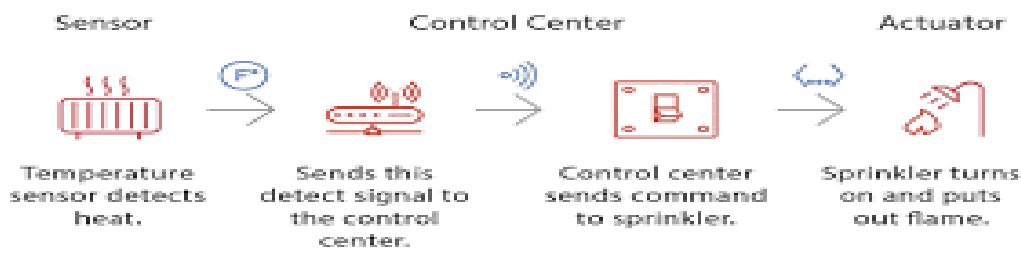 Sensor
Control Center
Actuator
F°
Temperature
sensor detects
heat.
Sends this
detect signal to
the control
center.
Control center
sends command
to sprinkler.
Sprinkler turns
on and puts
out flame.